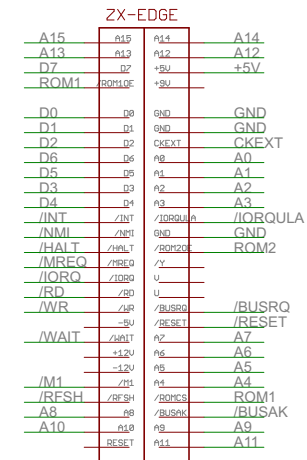 ZX-EDGE
A15 A15 A14 A14
A13 A13 A12 A12
D7 D7 +5V +5V
ROM1 /ROM1OE +9V
D0 D0 GND GND
D1 D1 GND GND
D2 D2 CKEXT CKEXT
D6 D6 A0 A0
D5 D5 A1 A1
D3 D3 A2 A2
D4 D4 A3 A3
/INT /INT /IORQULA /IORQULA
/NMI /NMI GND GND
/HALT /HALT /ROM2OE ROM2
/MREQ /MREQ /Y
/IORQ /IORQ V
/RD /RD U
/WR /WR /BUSRQ /BUSRQ
-5V /RESET /RESET
/WAIT /WAIT A7 A7
+12V A6 A6
-12V A5 A5
/M1 /M1 A4 A4
/RFSH /RFSH /ROMCS ROM1
A8 A8 /BUSAK /BUSAK
A10 A10 A9 A9
RESET A11 A11